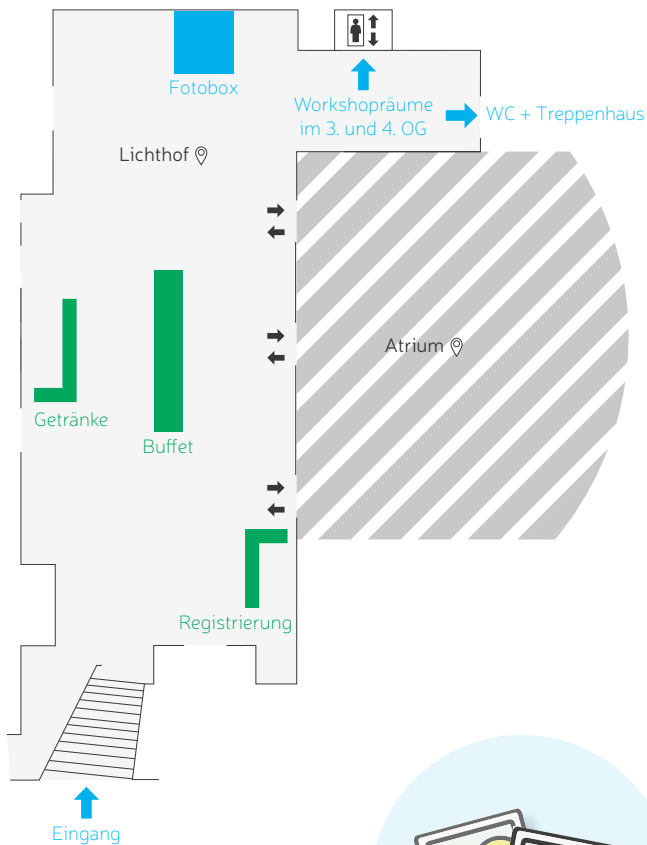 Fotobox
Workshopräume
im 3. und 4. OG
WC + Treppenhaus
Lichthof
Atrium
Getränke
Buffet
Registrierung
Eingang